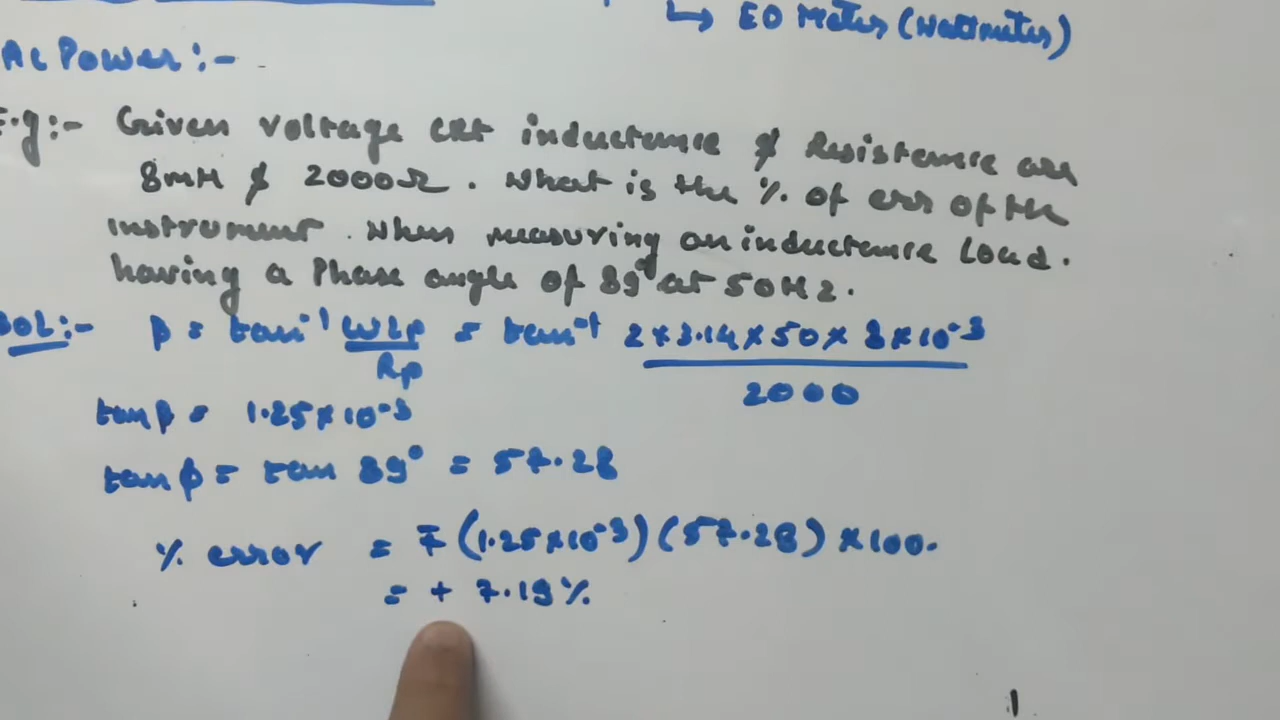 ↳ ED Meter (Wattmeter)
AC Power :-
E.g :- Given voltage CKT inductance & Resistance are
8mH & 2000Ω. What is the % of err of the
instrument. When measuring an inductance Load.
having a Phase angle of 89° at 50Hz.
SOL :- β = tan⁻¹ ωLp/Rp = tan⁻¹ 2×3.14×50×8×10⁻³/2000
tan β = 1.25×10⁻³
tan φ = tan 89° = 57.28
% error = ∓ (1.25×10⁻³) (57.28) ×100.
= + 7.19 %